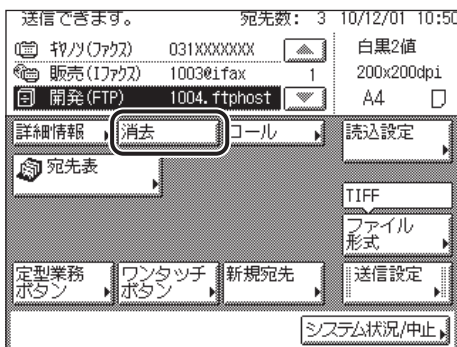 送信できます。 宛先数: 3 10/12/01 10:50
ｷﾔﾉﾝ(ﾌｧｸｽ) 031XXXXXXX 白黒2値
販売(Iﾌｧｸｽ) 1003@ifax 1 200x200dpi
開発(FTP) 1004.ftphost A4
詳細情報 消去 コール 読込設定
宛先表
TIFF
ファイル
形式
定型業務 ワンタッチ 新規宛先 送信設定
ボタン ボタン
システム状況/中止